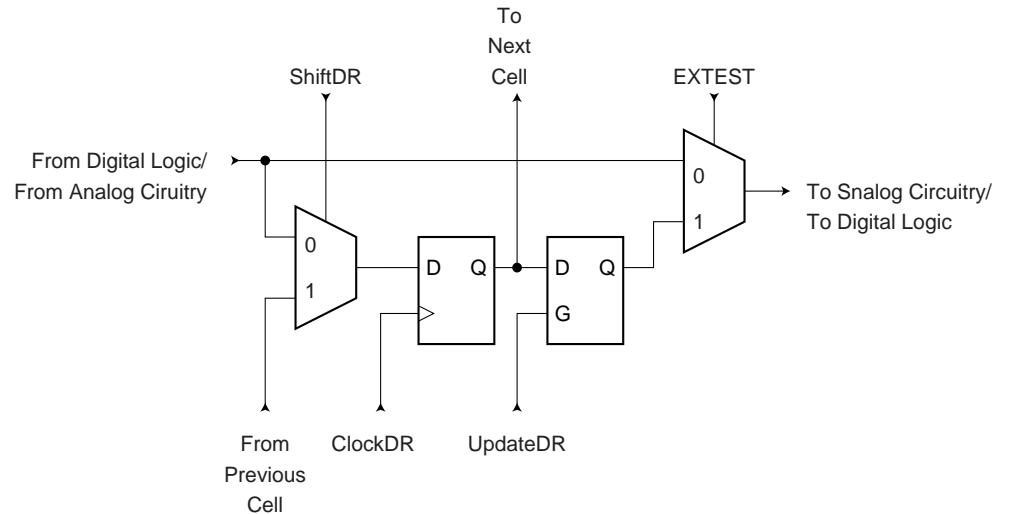 To
Next
Cell
ShiftDR
EXTEST
From Digital Logic/
From Analog Ciruitry
0
1
D Q
D Q
G
0
1
To Snalog Circuitry/
To Digital Logic
From
Previous
Cell
ClockDR
UpdateDR